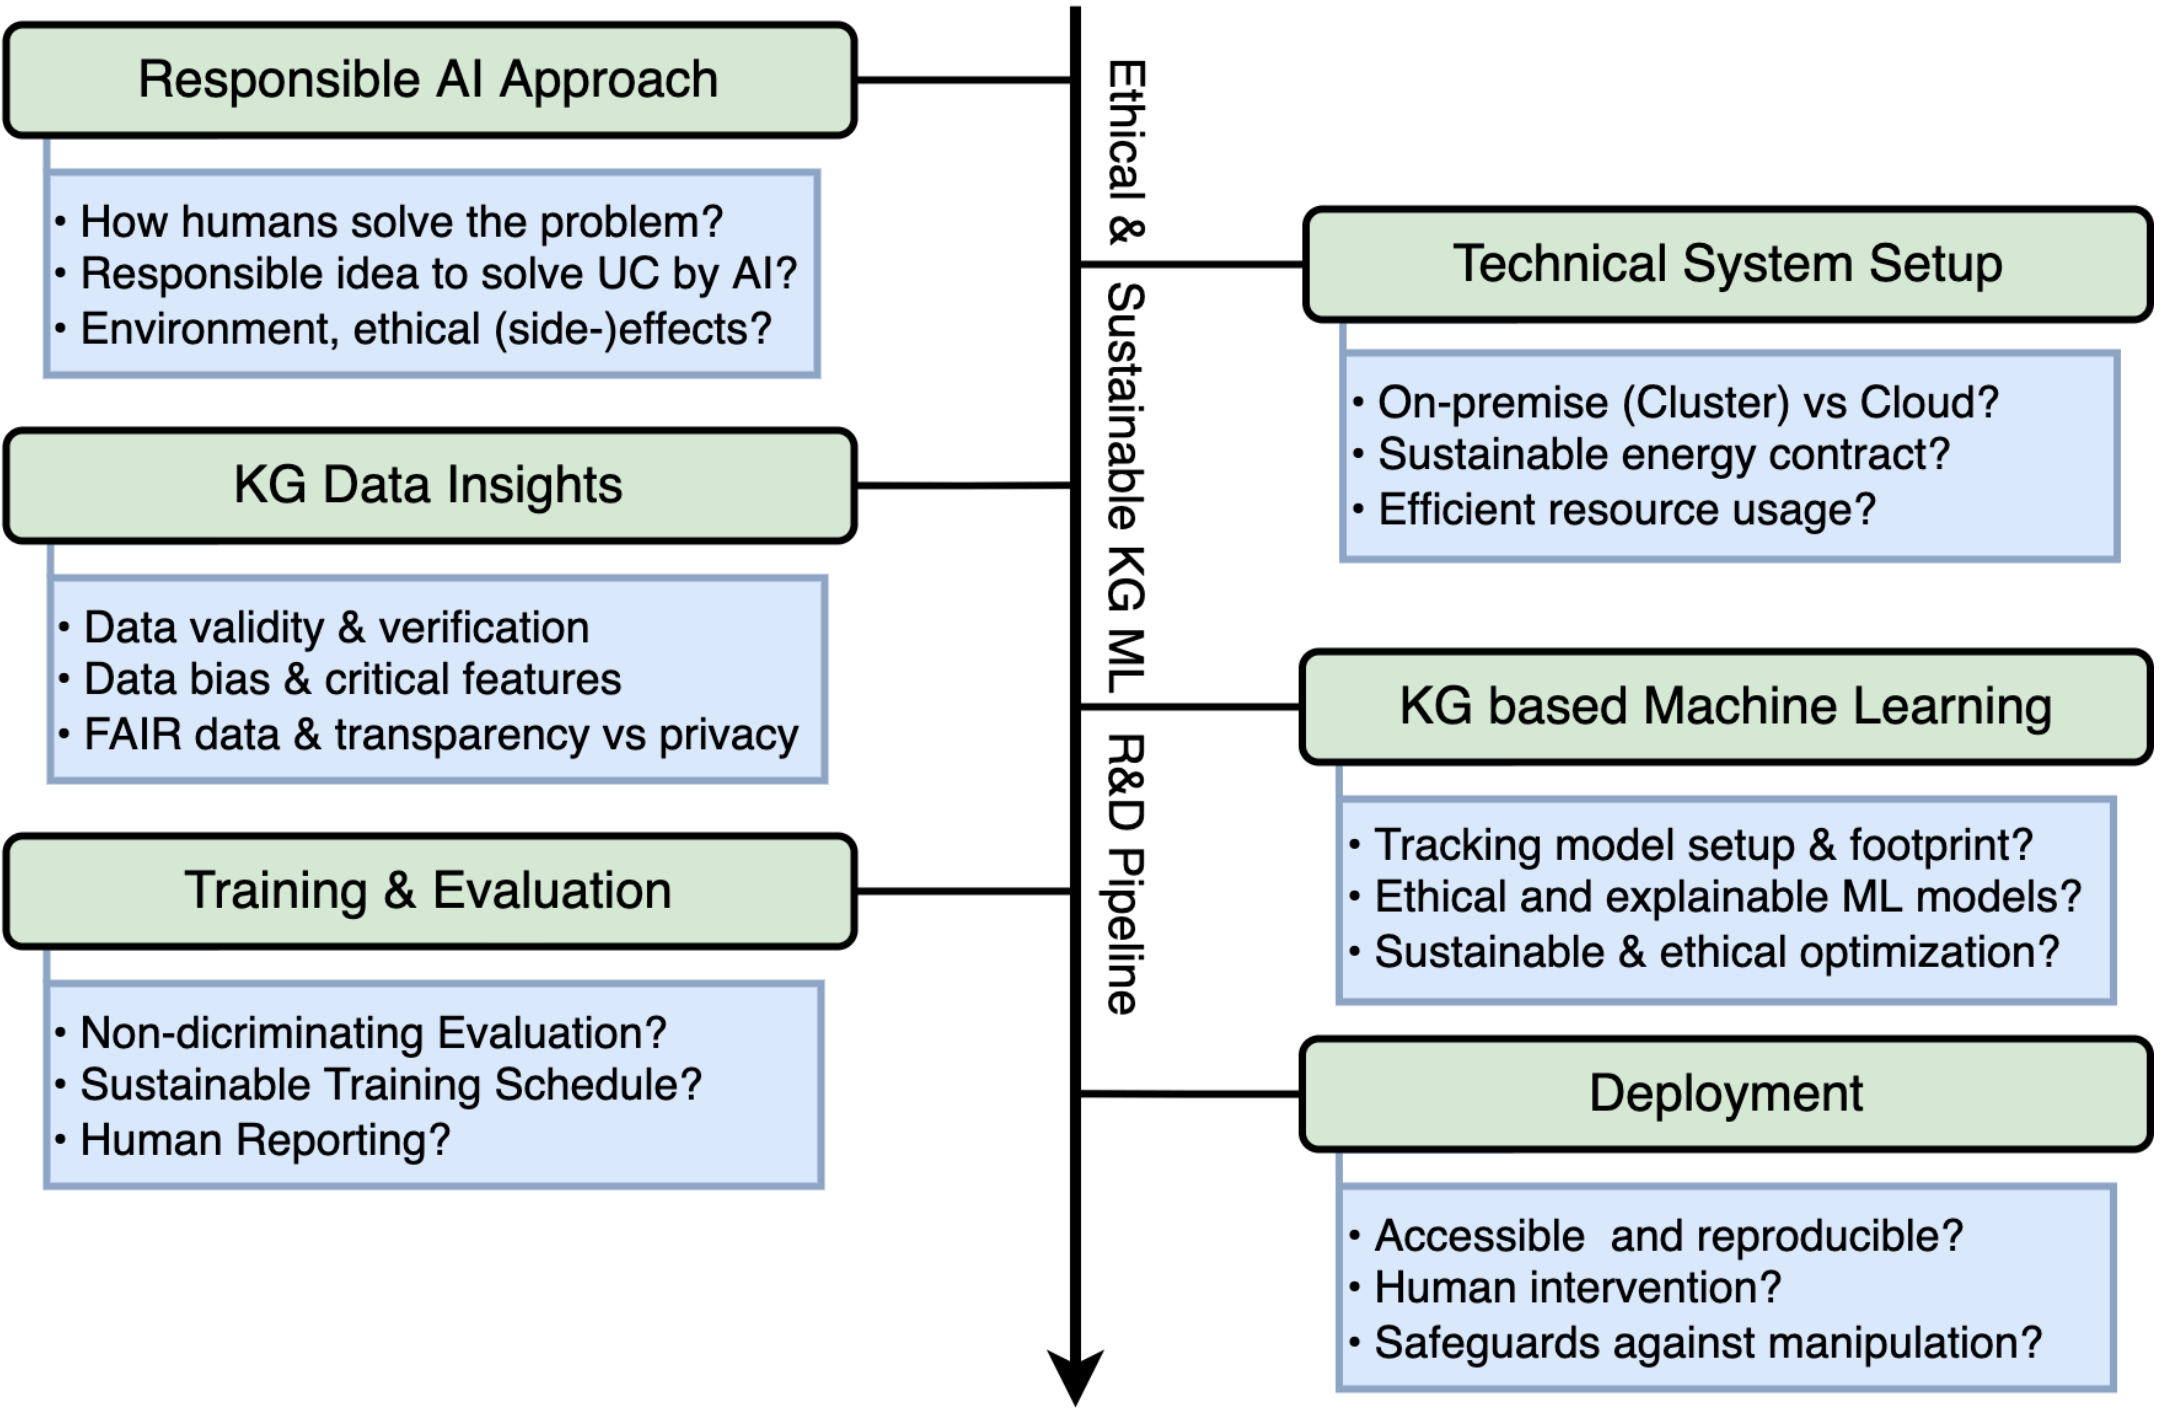 Responsible AI Approach
• How humans solve the problem?
• Responsible idea to solve UC by AI?
• Environment, ethical (side-)effects?
Ethical & Sustainable KG ML R&D Pipeline
Technical System Setup
• On-premise (Cluster) vs Cloud?
• Sustainable energy contract?
• Efficient resource usage?
KG Data Insights
• Data validity & verification
• Data bias & critical features
• FAIR data & transparency vs privacy
KG based Machine Learning
• Tracking model setup & footprint?
• Ethical and explainable ML models?
• Sustainable & ethical optimization?
Training & Evaluation
• Non-dicriminating Evaluation?
• Sustainable Training Schedule?
• Human Reporting?
Deployment
• Accessible  and reproducible?
• Human intervention?
• Safeguards against manipulation?